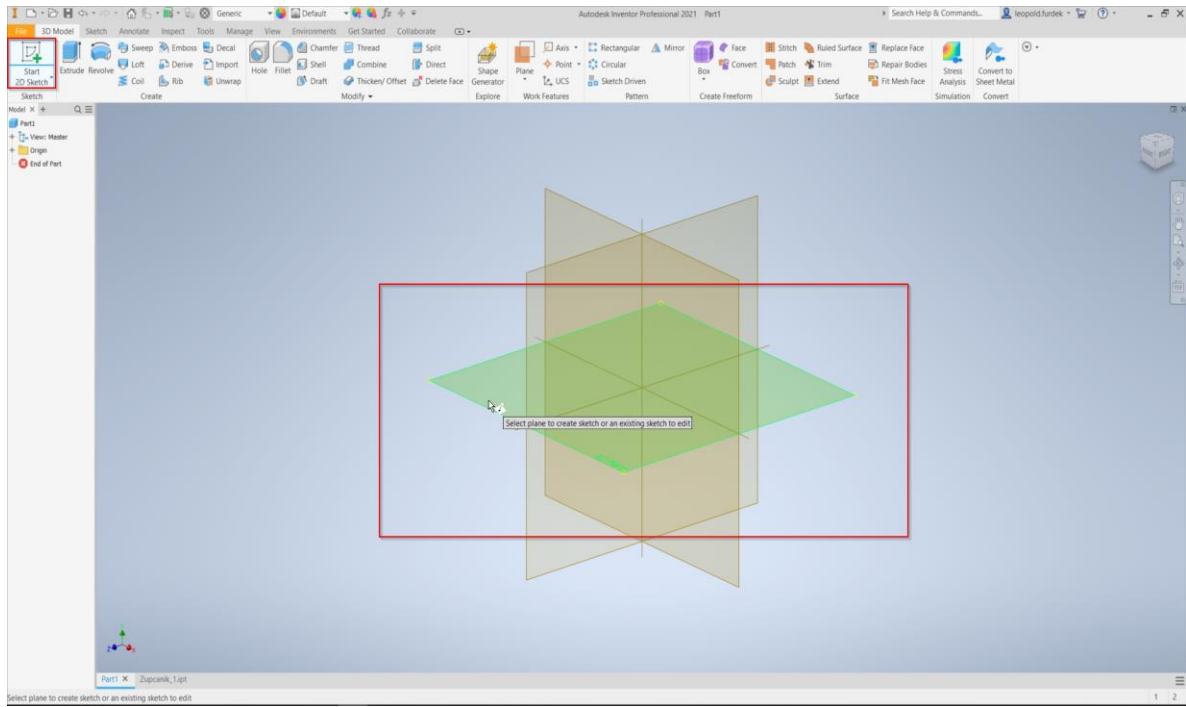 Generic Default Autodesk Inventor Professional 2021 Part1 Search Help & Commands... leopold.furdek
File 3D Model Sketch Annotate Inspect Tools Manage View Environments Get Started Collaborate
Start 2D Sketch Extrude Revolve Sweep Emboss Decal Hole Fillet Chamfer Thread Split Shape Generator Plane Axis Rectangular Mirror Box Face Stitch Ruled Surface Replace Face Stress Analysis Convert to Sheet Metal
Loft Derive Import Shell Combine Direct Point Circular Convert Patch Trim Repair Bodies
Coil Rib Unwrap Draft Thicken/ Offset Delete Face UCS Sketch Driven Sculpt Extend Fit Mesh Face
Sketch Create Modify Explore Work Features Pattern Create Freeform Surface Simulation Convert
Model
Part1
View: Master
Origin
End of Part
Select plane to create sketch or an existing sketch to edit
Part1 Zupcanik_1.ipt
Select plane to create sketch or an existing sketch to edit 1 2